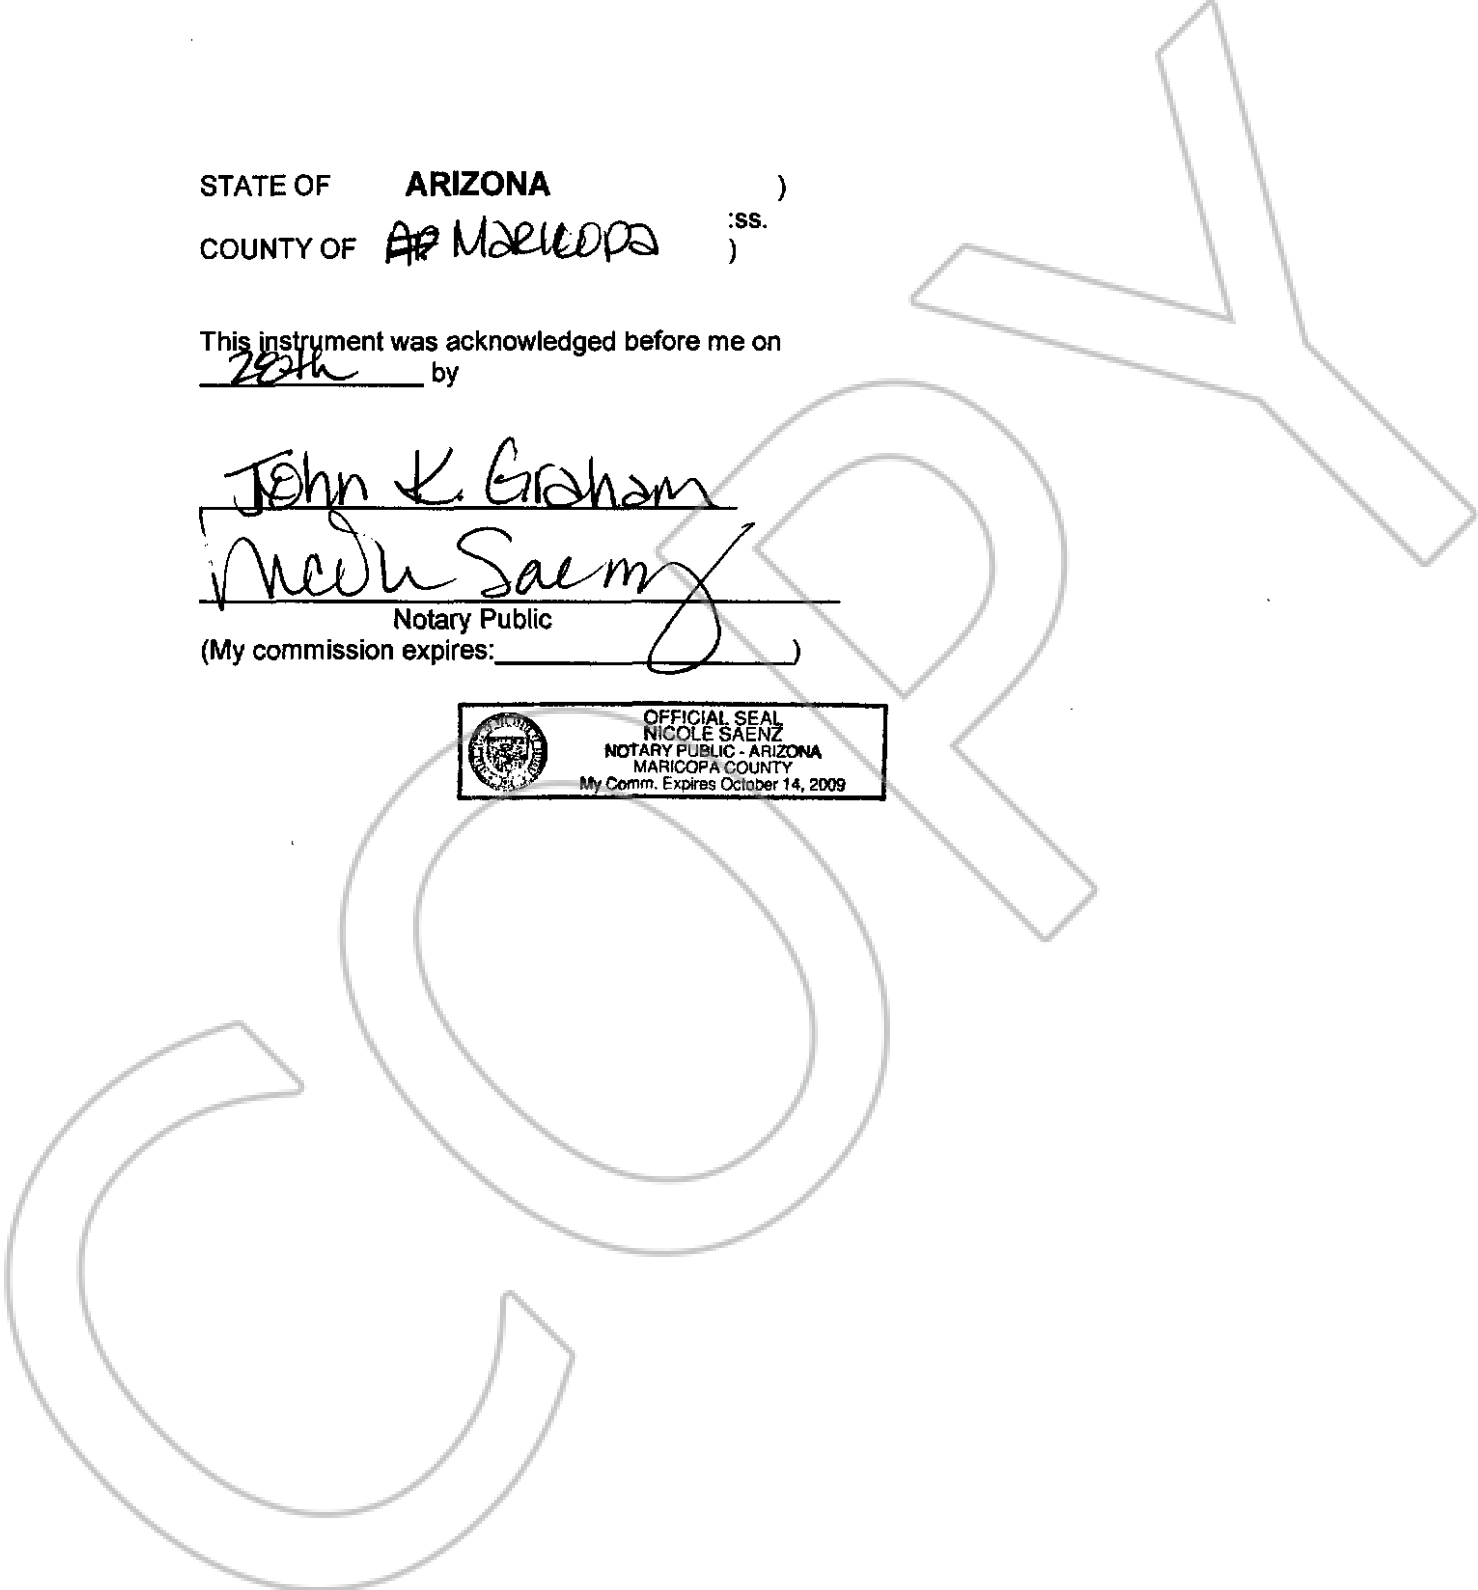 STATE OF ARIZONA )
:ss.
COUNTY OF Maricopa )
This instrument was acknowledged before me on
28th by
John K. Graham
Nicole Saenz
Notary Public
(My commission expires: )
OFFICIAL SEAL
NICOLE SAENZ
NOTARY PUBLIC - ARIZONA
MARICOPA COUNTY
My Comm. Expires October 14, 2009
COPY